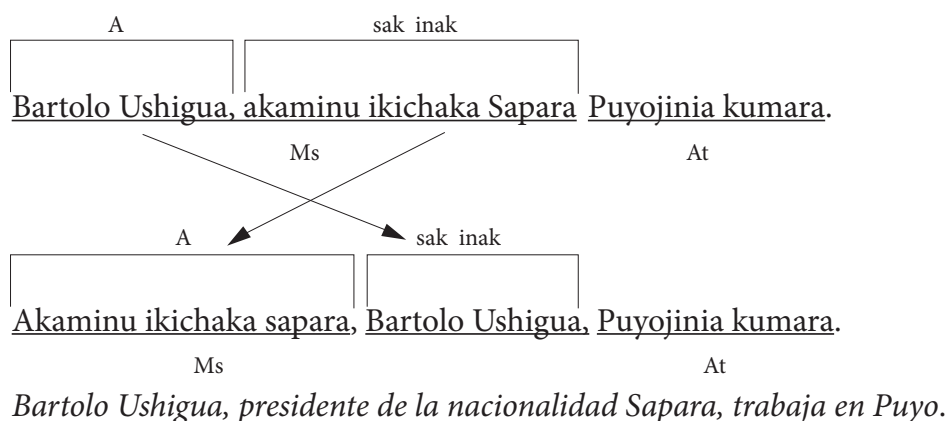 A sak inak
Bartolo Ushigua, akaminu ikichaka Sapara Puyojinia kumara.
Ms At
A sak inak
Akaminu ikichaka sapara, Bartolo Ushigua, Puyojinia kumara.
Ms At
Bartolo Ushigua, presidente de la nacionalidad Sapara, trabaja en Puyo.